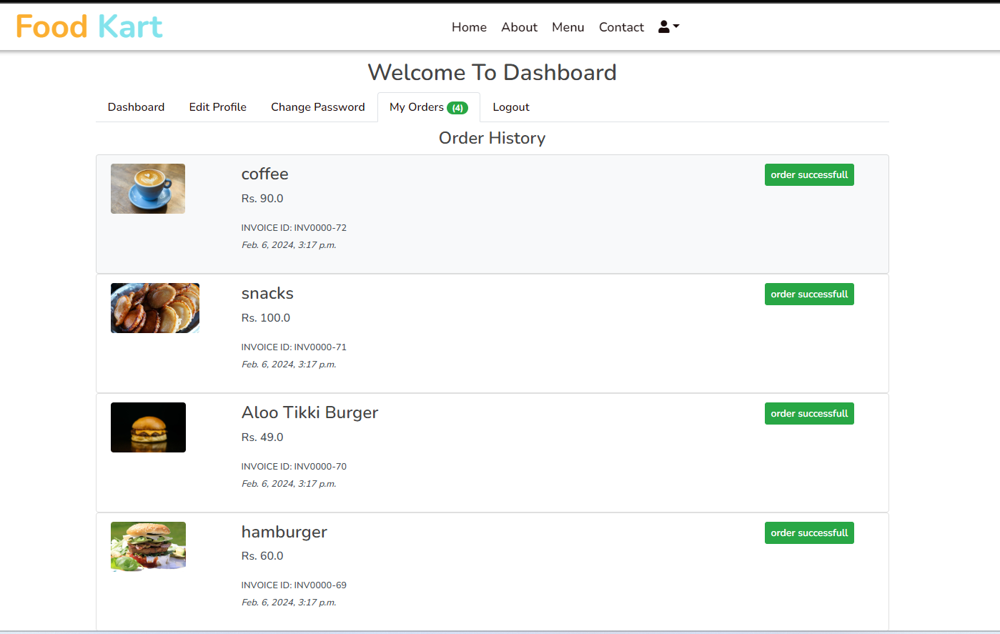 Food Kart
Home About Menu Contact
Welcome To Dashboard
Dashboard Edit Profile Change Password My Orders (4) Logout
Order History
coffee
order successfull
Rs. 90.0
INVOICE ID: INV0000-72
Feb. 6, 2024, 3:17 p.m.
snacks
order successfull
Rs. 100.0
INVOICE ID: INV0000-71
Feb. 6, 2024, 3:17 p.m.
Aloo Tikki Burger
order successfull
Rs. 49.0
INVOICE ID: INV0000-70
Feb. 6, 2024, 3:17 p.m.
hamburger
order successfull
Rs. 60.0
INVOICE ID: INV0000-69
Feb. 6, 2024, 3:17 p.m.